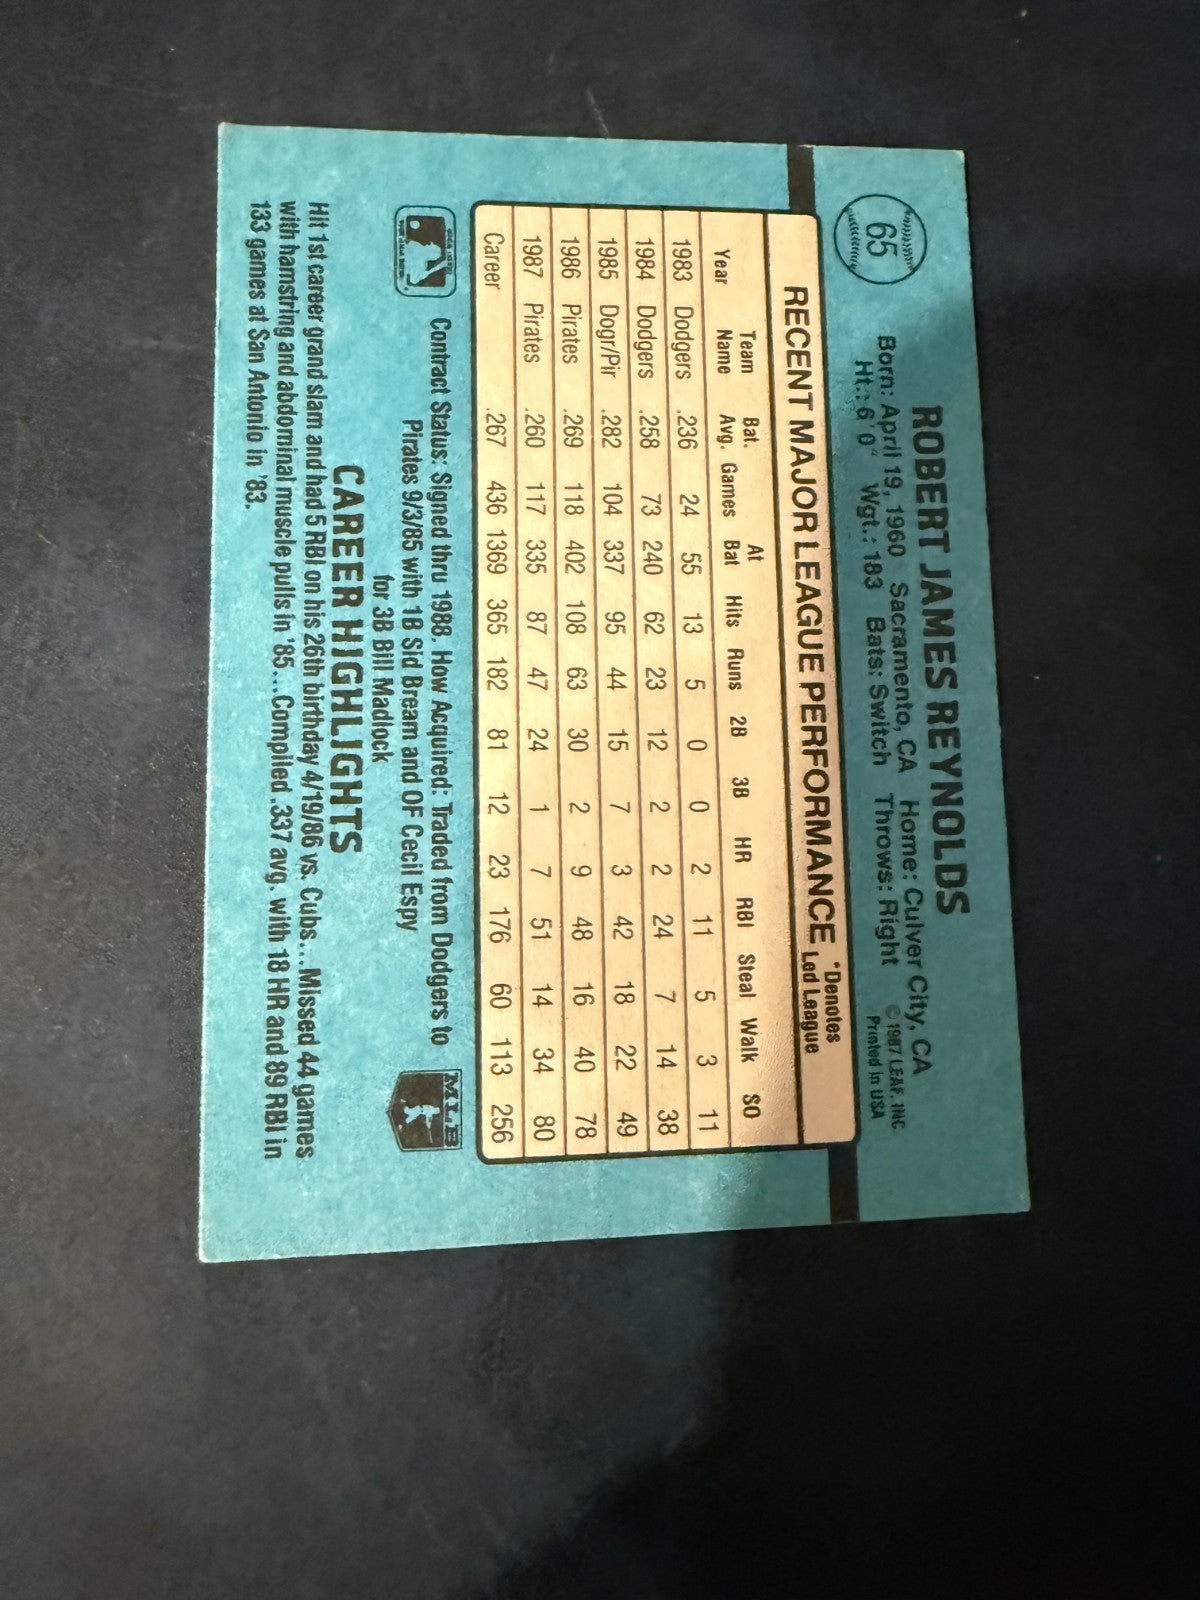 65
ROBERT JAMES REYNOLDS
Born: April 19, 1960 Sacramento, CA Home: Culver City, CA
Ht.: 6'0" Wgt.: 183 Bats: Switch Throws: Right
©1987 LEAF, INC.
Printed in USA
RECENT MAJOR LEAGUE PERFORMANCE *Denotes Led League
Year Team Name Bat. Avg. Games At Bat Hits Runs 2B 3B HR RBI Steal Walk SO
1983 Dodgers .236 24 55 13 5 0 0 2 11 5 3 11
1984 Dodgers .258 73 240 62 23 12 2 2 24 7 14 38
1985 Dogr/Pir .282 104 337 95 44 15 7 3 42 18 22 49
1986 Pirates .269 118 402 108 63 30 2 9 48 16 40 78
1987 Pirates .260 117 335 87 47 24 1 7 51 14 34 80
Career .267 436 1369 365 182 81 12 23 176 60 113 256
Contract Status: Signed thru 1988. How Acquired: Traded from Dodgers to
Pirates 9/3/85 with 1B Sid Bream and OF Cecil Espy
for 3B Bill Madlock
MLB
CAREER HIGHLIGHTS
Hit 1st career grand slam and had 5 RBI on his 26th birthday 4/19/86 vs. Cubs...Missed 44 games
with hamstring and abdominal muscle pulls in '85...Compiled .337 avg. with 18 HR and 89 RBI in
133 games at San Antonio in '83.